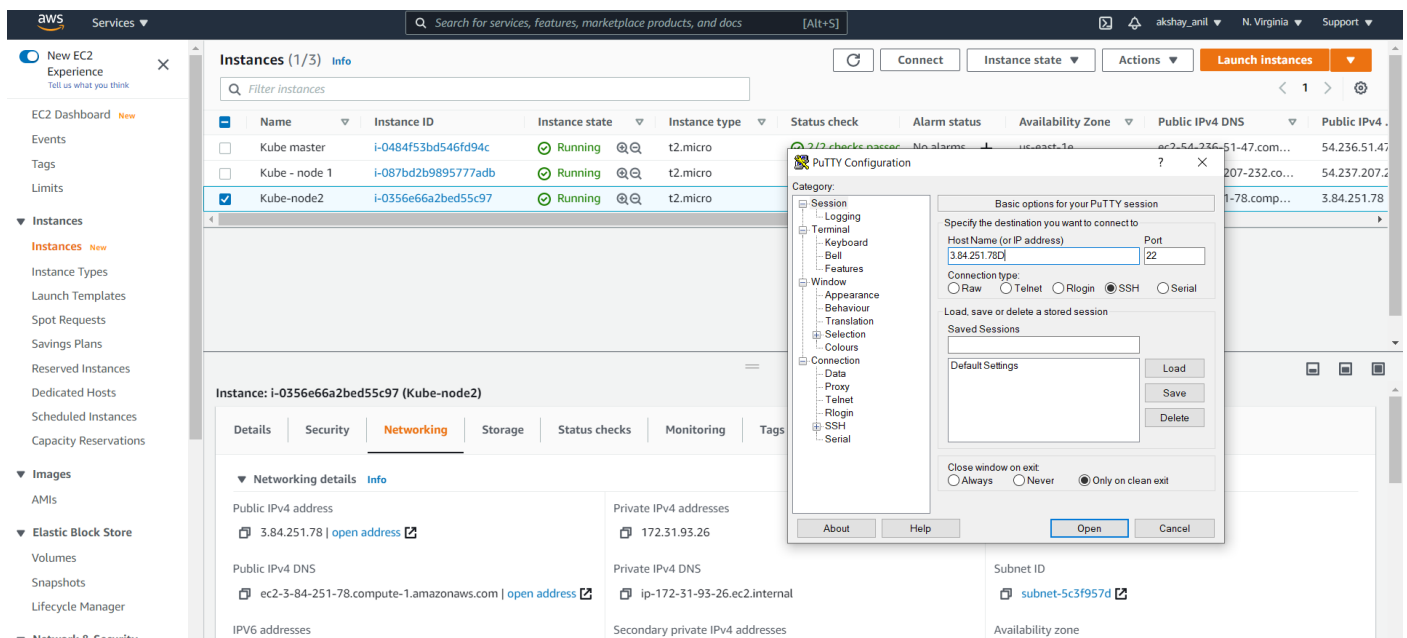 aws Services ▼ Search for services, features, marketplace products, and docs [Alt+S] akshay_anil ▼ N. Virginia ▼ Support ▼
New EC2
Experience
Tell us what you think
EC2 Dashboard New
Events
Tags
Limits
▼ Instances
Instances New
Instance Types
Launch Templates
Spot Requests
Savings Plans
Reserved Instances
Dedicated Hosts
Scheduled Instances
Capacity Reservations
▼ Images
AMIs
▼ Elastic Block Store
Volumes
Snapshots
Lifecycle Manager
Network & Security
Instances (1/3) Info Connect Instance state ▼ Actions ▼ Launch instances ▼
Filter instances 1
Name Instance ID Instance state Instance type Status check Alarm status Availability Zone Public IPv4 DNS Public IPv4 .
Kube master i-0484f53bd546fd94c Running t2.micro 2/2 checks passec No alarms + us-east-1e ec2-54-236-51-47.com... 54.236.51.47
Kube - node 1 i-087bd2b9895777adb Running t2.micro 207-232.co... 54.237.207.2
Kube-node2 i-0356e66a2bed55c97 Running t2.micro 1-78.comp... 3.84.251.78
Instance: i-0356e66a2bed55c97 (Kube-node2)
Details Security Networking Storage Status checks Monitoring Tags
▼ Networking details Info
Public IPv4 address
3.84.251.78 | open address
Private IPv4 addresses
172.31.93.26
Public IPv4 DNS
ec2-3-84-251-78.compute-1.amazonaws.com | open address
Private IPv4 DNS
ip-172-31-93-26.ec2.internal
Subnet ID
subnet-5c3f957d
IPV6 addresses
Secondary private IPv4 addresses
Availability zone
PuTTY Configuration ? ×
Category:
Session
Logging
Terminal
Keyboard
Bell
Features
Window
Appearance
Behaviour
Translation
Selection
Colours
Connection
Data
Proxy
Telnet
Rlogin
SSH
Serial
Basic options for your PuTTY session
Specify the destination you want to connect to
Host Name (or IP address) Port
3.84.251.78D 22
Connection type:
Raw Telnet Rlogin SSH Serial
Load, save or delete a stored session
Saved Sessions
Default Settings
Load
Save
Delete
Close window on exit:
Always Never Only on clean exit
About Help Open Cancel